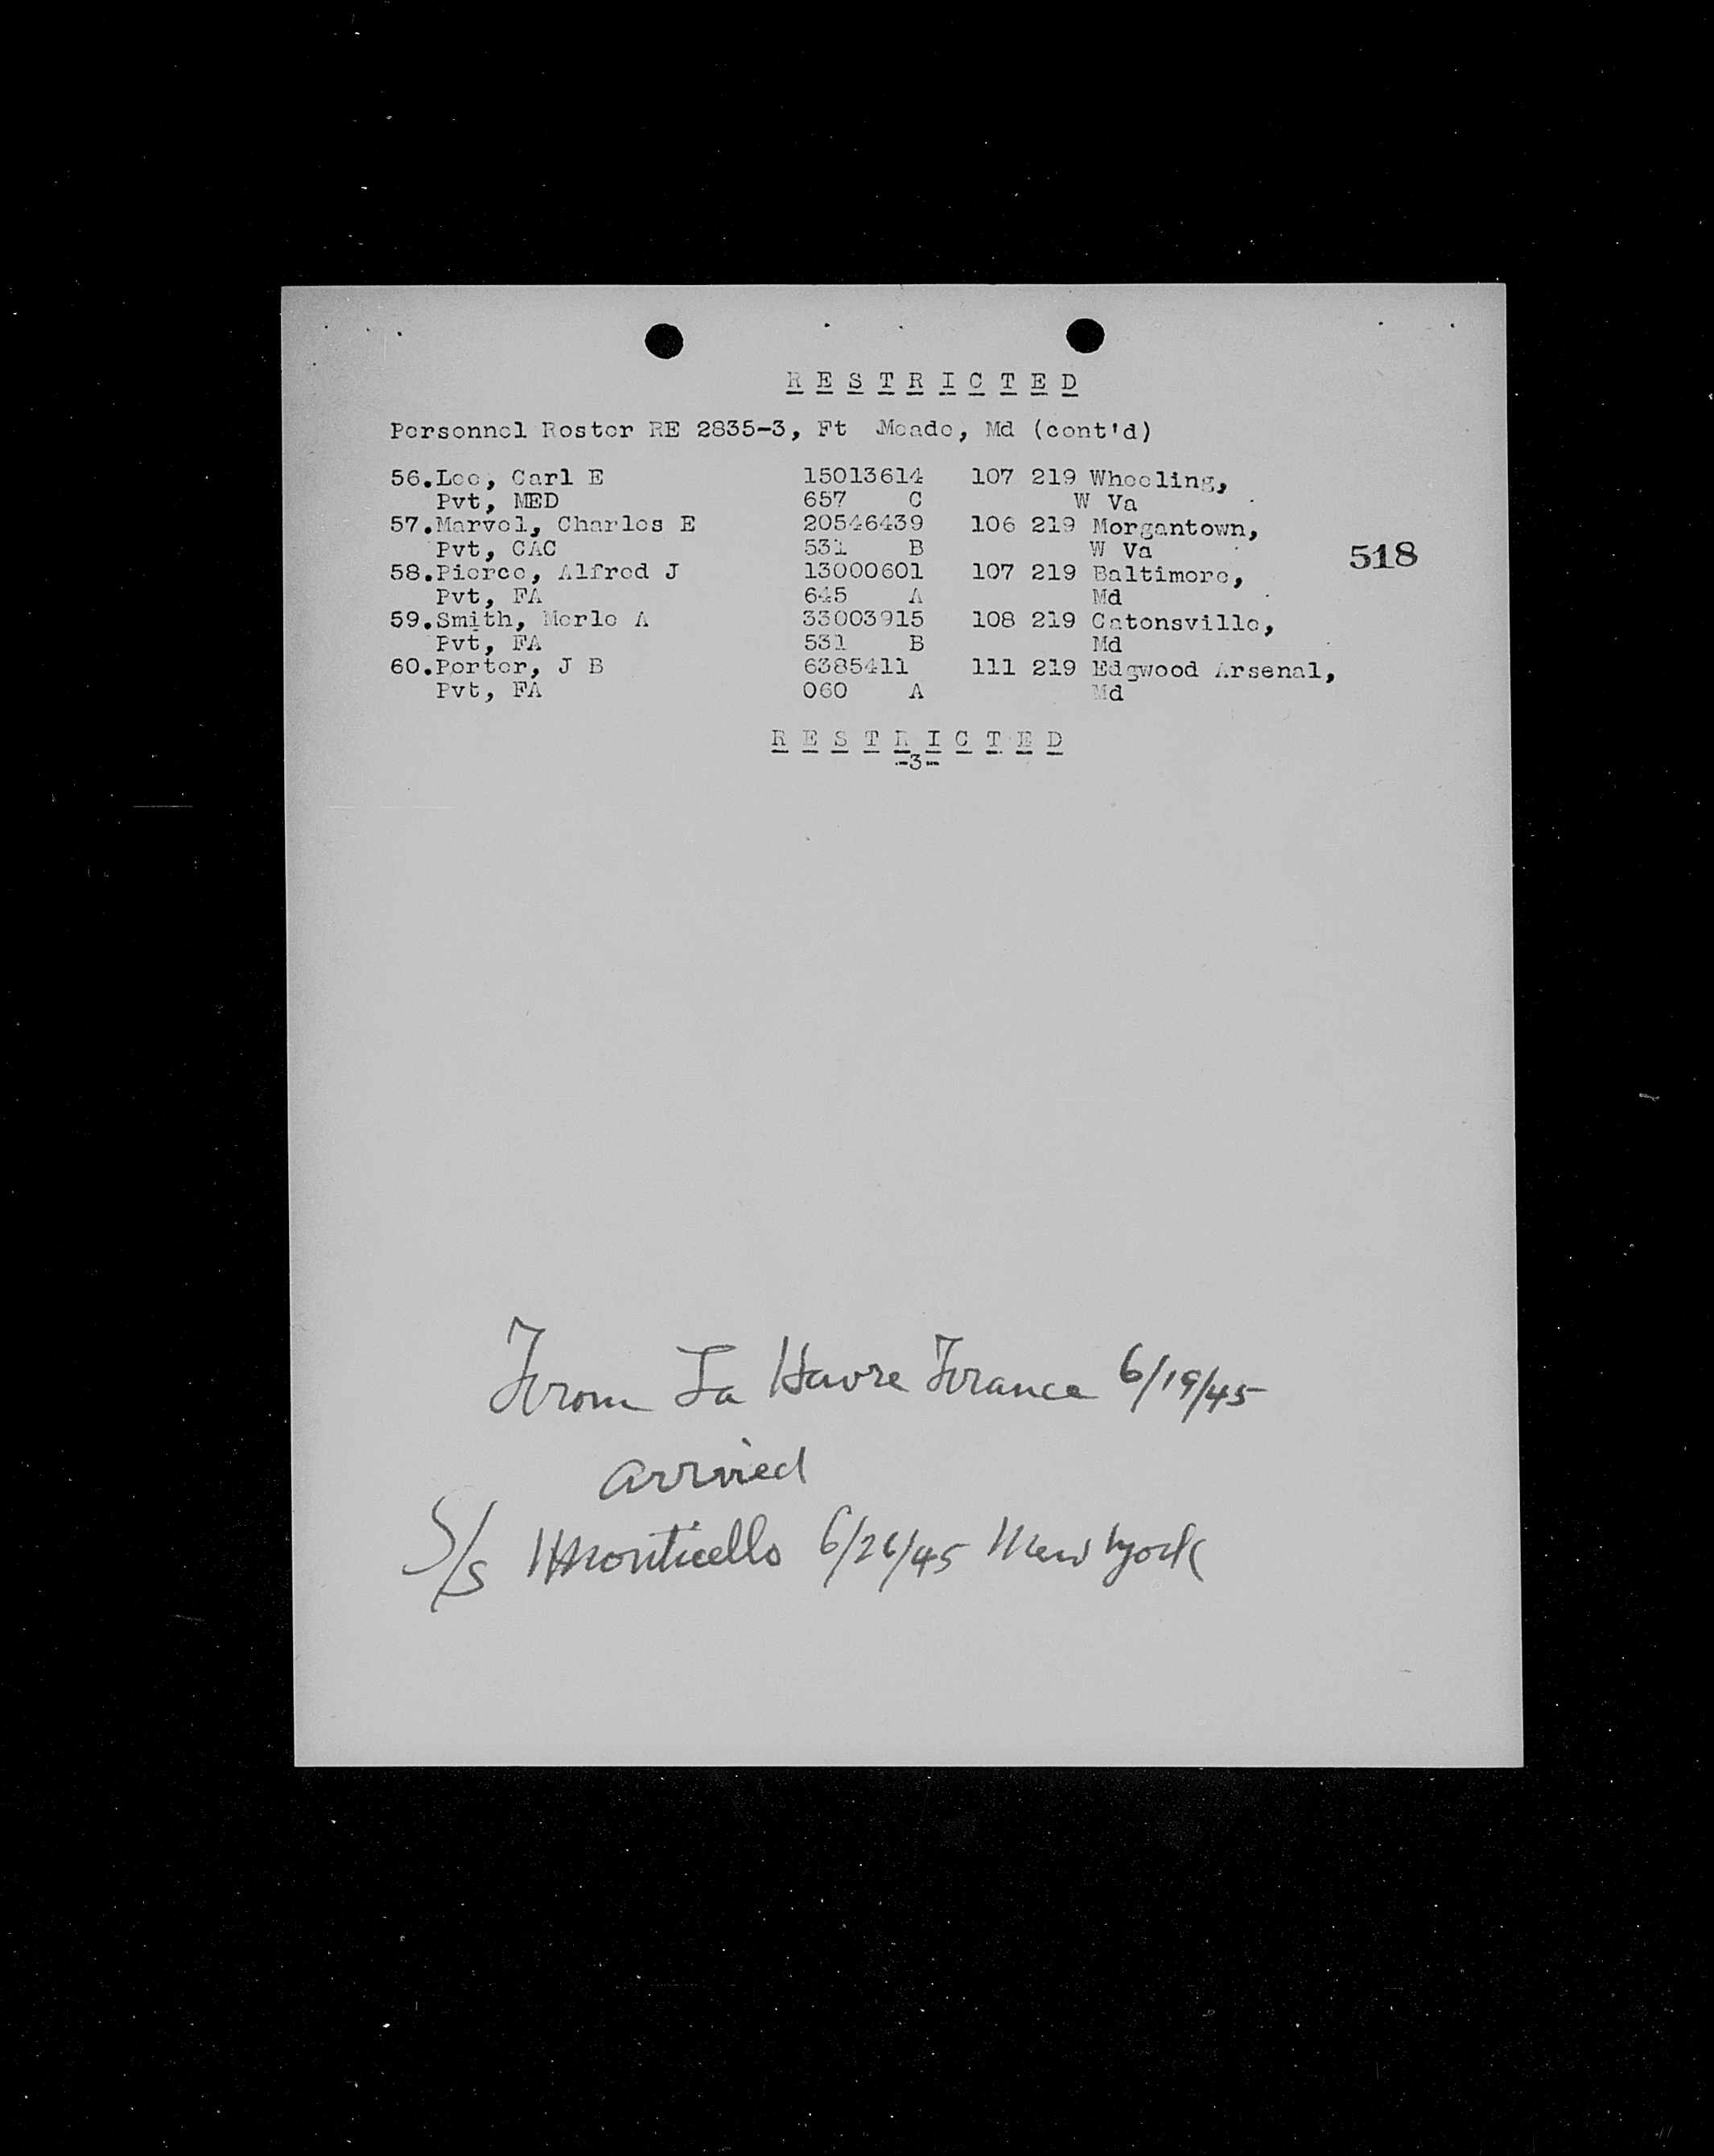 R E S T R I C T E D
Personnel Roster RE 2835-3, Ft Meade, Md (cont'd)
56.Lee, Carl E 15013614 107 219 Wheeling,
Pvt, MED 657 C W Va
57.Marvel, Charles E 20546439 106 219 Morgantown,
Pvt, CAC 531 B W Va
518
58.Pierce, Alfred J 13000601 107 219 Baltimore,
Pvt, FA 645 A Md
59.Smith, Merle A 33003915 108 219 Catonsville,
Pvt, FA 531 B Md
60.Porter, J B 6385411 111 219 Edgwood Arsenal,
Pvt, FA 060 A Md
R E S T R I C T E D
-3-
From La Havre France 6/19/45
arrived
S/S Monticello 6/26/45 New York